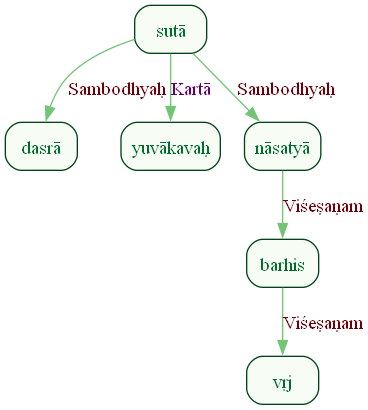 sutā
Sambodhyaḥ Kartā Sambodhyaḥ
dasrā yuvākavaḥ nāsatyā
Viśeṣaṇam
barhis
Viśeṣaṇam
vṛj